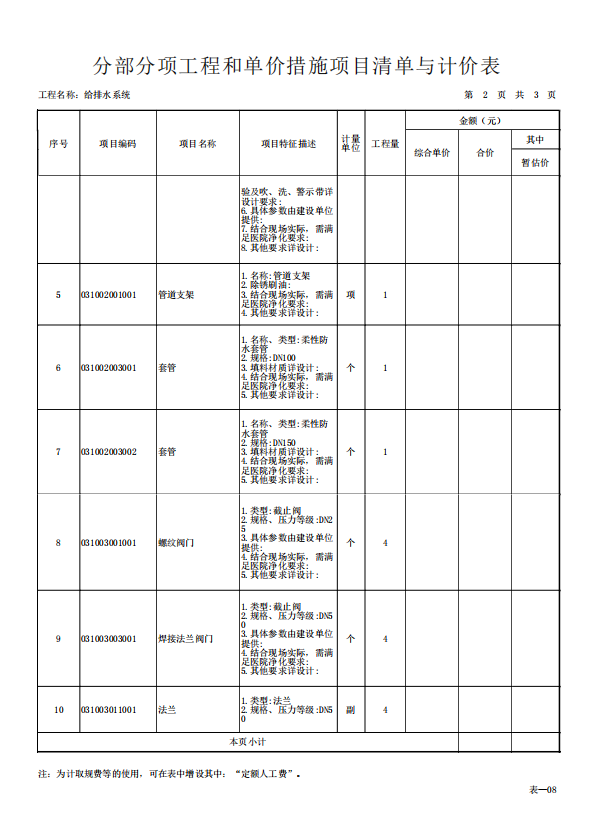 分部分项工程和单价措施项目清单与计价表
工程名称：给排水系统 第 2 页 共 3 页
序号 项目编码 项目名称 项目特征描述 计量单位 工程量 金额（元）
综合单价 合价 其中
暂估价
验及吹、洗、警示带详
设计要求:
6.具体参数由建设单位
提供:
7.结合现场实际，需满
足医院净化要求:
8.其他要求详设计:
5 031002001001 管道支架 项 1
1.名称:管道支架
2.除锈刷油:
3.结合现场实际，需满
足医院净化要求:
4.其他要求详设计:
6 031002003001 套管 个 1
1.名称、类型:柔性防
水套管
2.规格:DN100
3.填料材质详设计:
4.结合现场实际，需满
足医院净化要求:
5.其他要求详设计:
7 031002003002 套管 个 1
1.名称、类型:柔性防
水套管
2.规格:DN150
3.填料材质详设计:
4.结合现场实际，需满
足医院净化要求:
5.其他要求详设计:
8 031003001001 螺纹阀门 个 4
1.类型:截止阀
2.规格、压力等级:DN2
5
3.具体参数由建设单位
提供:
4.结合现场实际，需满
足医院净化要求:
5.其他要求详设计:
9 031003003001 焊接法兰阀门 个 4
1.类型:截止阀
2.规格、压力等级:DN5
0
3.具体参数由建设单位
提供:
4.结合现场实际，需满
足医院净化要求:
5.其他要求详设计:
10 031003011001 法兰 副 4
1.类型:法兰
2.规格、压力等级:DN5
0
本页小计
注：为计取规费等的使用，可在表中增设其中：“定额人工费”。
表—08